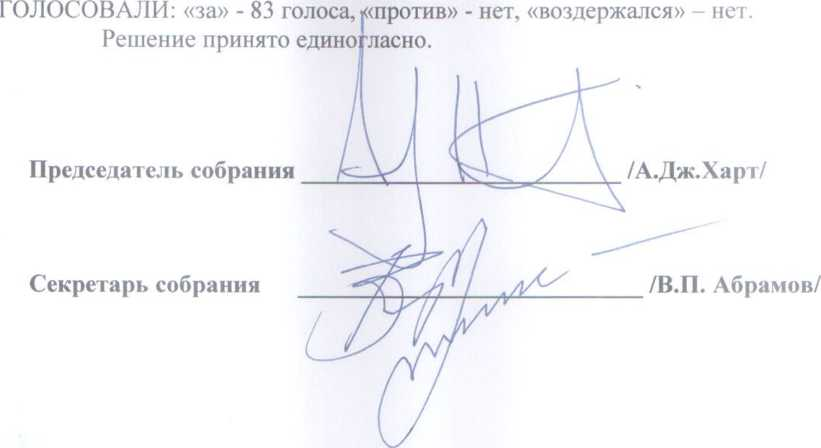 ГОЛОСОВАЛИ: «за» - 83 голоса, «против» - нет, «воздержался» – нет.
Решение принято единогласно.
Председатель собрания /А.Дж.Харт/
Секретарь собрания /В.П. Абрамов/